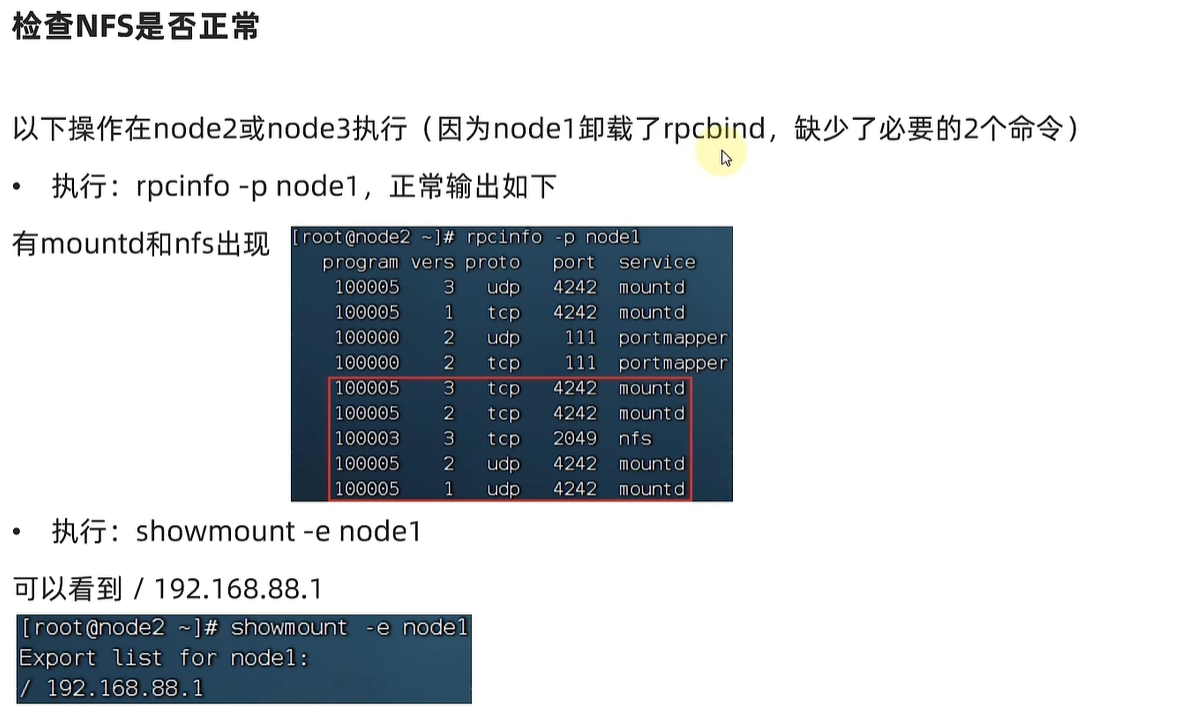 检查NFS是否正常
以下操作在node2或node3执行（因为node1卸载了rpcbind，缺少了必要的2个命令）
• 执行：rpcinfo -p node1，正常输出如下
有mountd和nfs出现
[root@node2 ~]# rpcinfo -p node1
program vers proto port service
100005 3 udp 4242 mountd
100005 1 tcp 4242 mountd
100000 2 udp 111 portmapper
100000 2 tcp 111 portmapper
100005 3 tcp 4242 mountd
100005 2 tcp 4242 mountd
100003 3 tcp 2049 nfs
100005 2 udp 4242 mountd
100005 1 udp 4242 mountd
• 执行：showmount -e node1
可以看到 / 192.168.88.1
[root@node2 ~]# showmount -e node1
Export list for node1:
/ 192.168.88.1